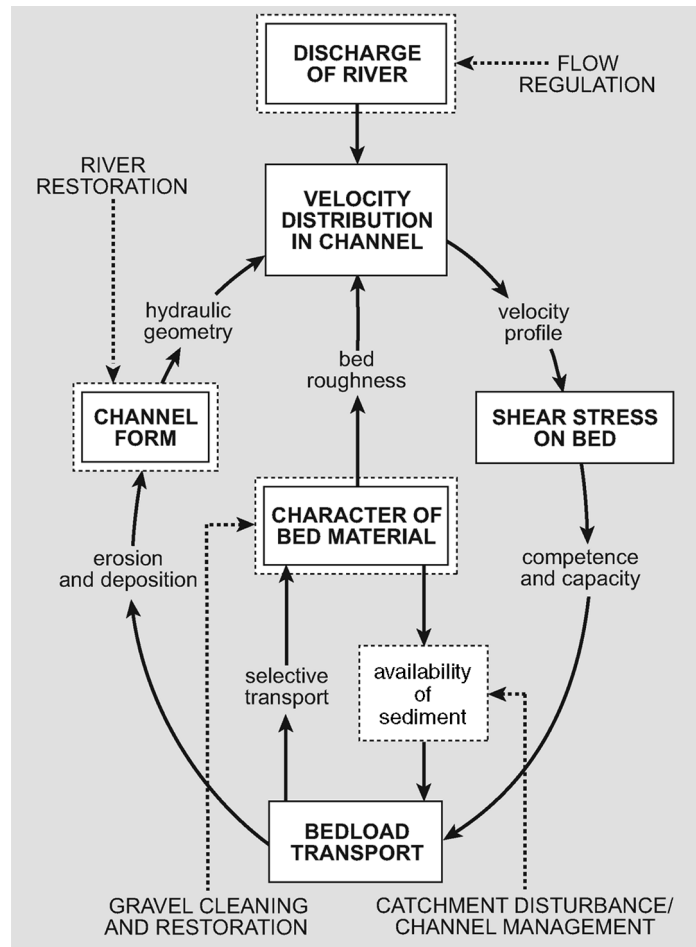 DISCHARGE
OF RIVER
FLOW
REGULATION
RIVER
RESTORATION
VELOCITY
DISTRIBUTION
IN CHANNEL
hydraulic
geometry
velocity
profile
bed
roughness
CHANNEL
FORM
SHEAR STRESS
ON BED
CHARACTER OF
BED MATERIAL
erosion
and deposition
competence
and capacity
selective
transport
availability
of
sediment
BEDLOAD
TRANSPORT
GRAVEL CLEANING
AND RESTORATION
CATCHMENT DISTURBANCE/
CHANNEL MANAGEMENT